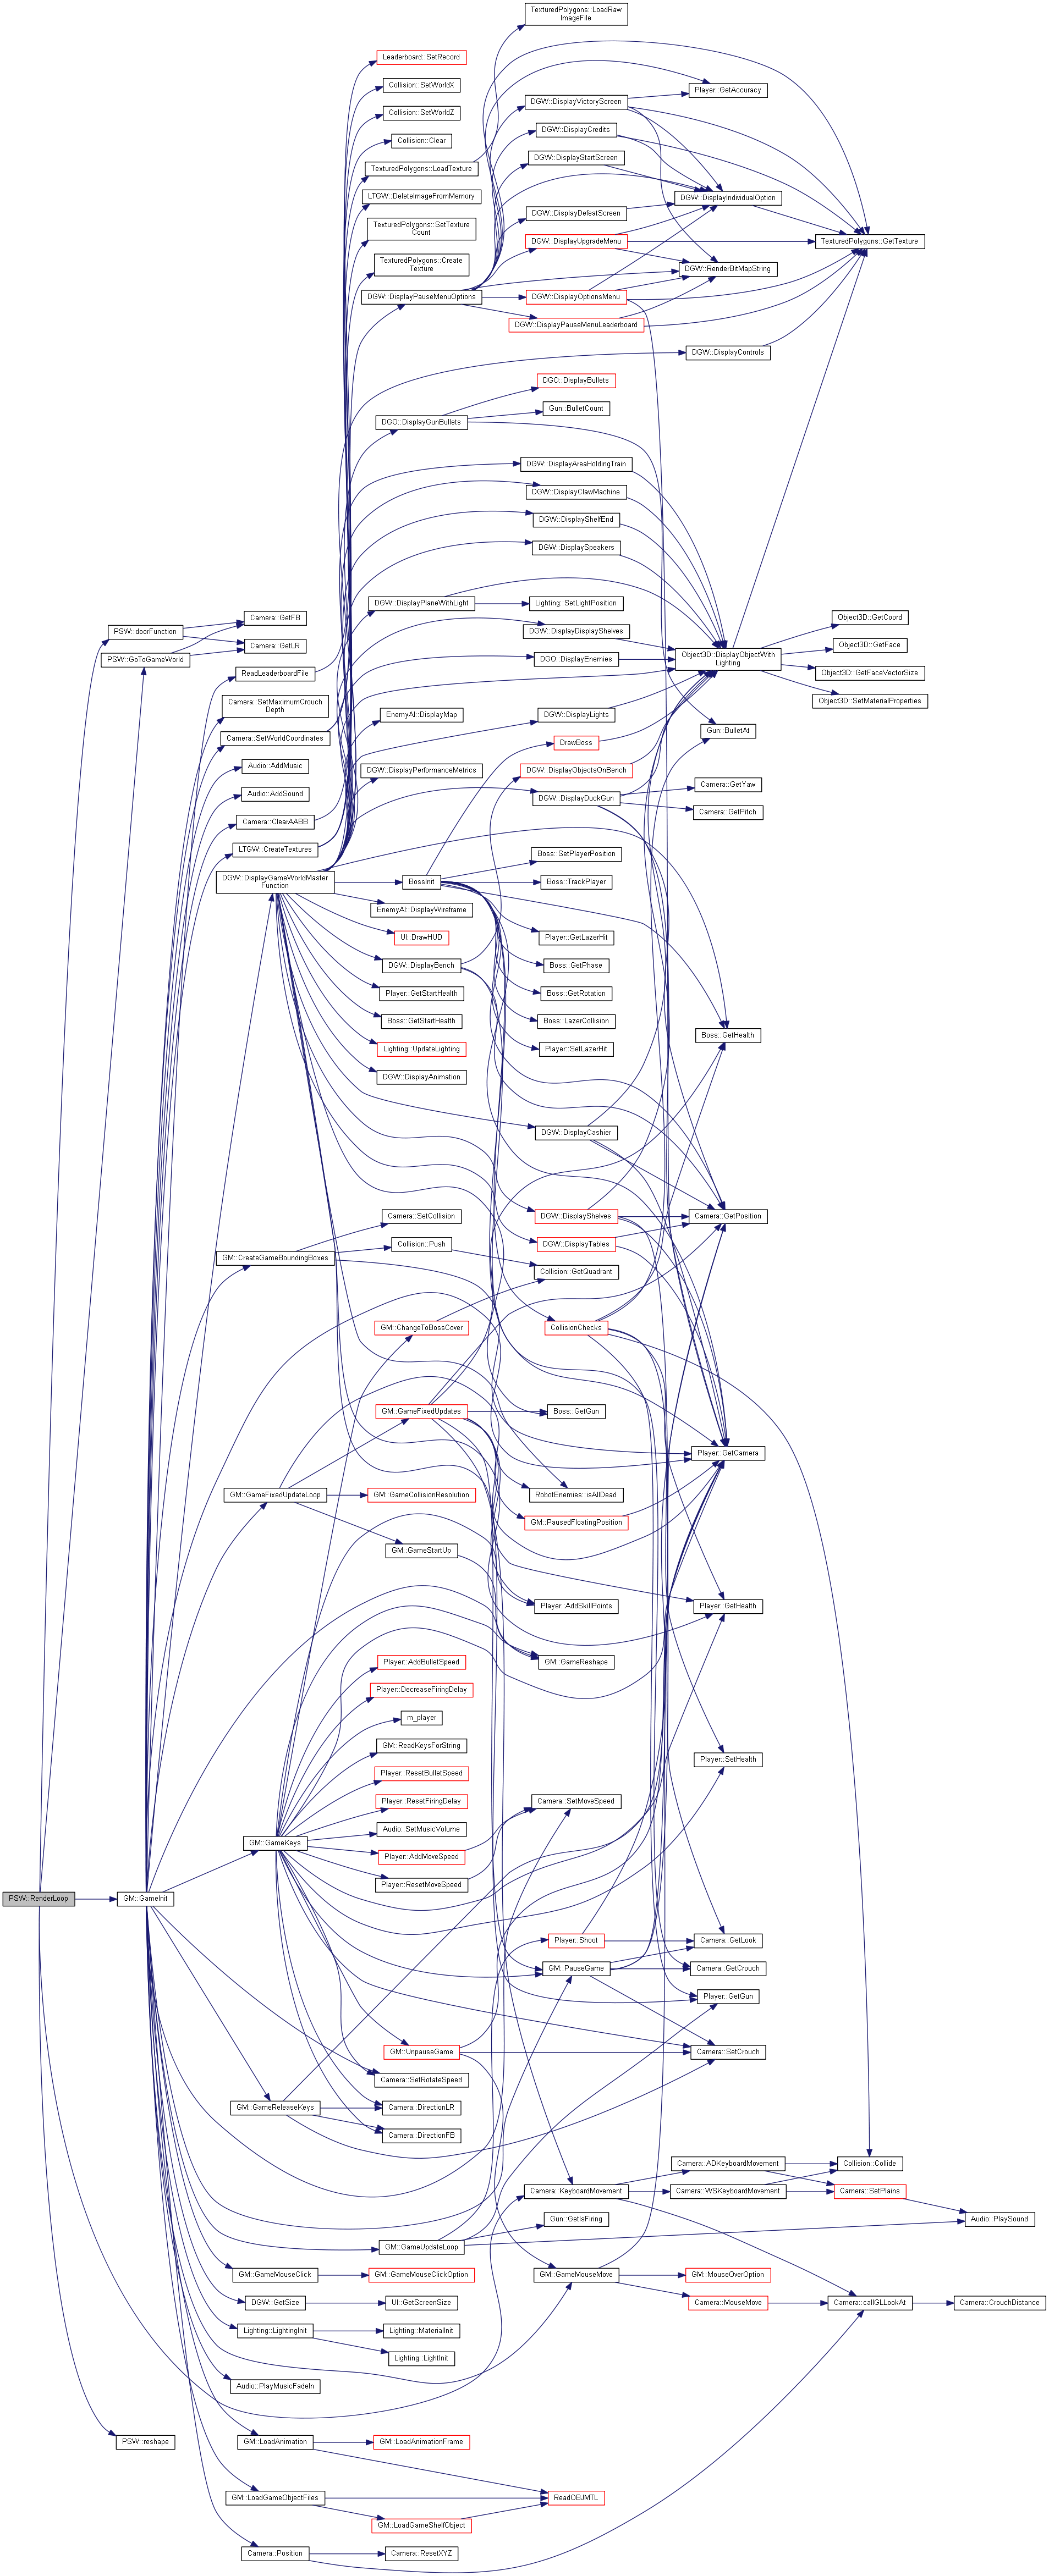 TexturedPolygons::LoadRaw
ImageFile
Leaderboard::SetRecord
Collision::SetWorldX
Collision::SetWorldZ
Collision::Clear
TexturedPolygons::LoadTexture
LTGW::DeleteImageFromMemory
TexturedPolygons::SetTexture
Count
TexturedPolygons::Create
Texture
DGW::DisplayPauseMenuOptions
Player::GetAccuracy
DGW::DisplayVictoryScreen
DGW::DisplayCredits
DGW::DisplayStartScreen
DGW::DisplayIndividualOption
DGW::DisplayDefeatScreen
DGW::DisplayUpgradeMenu
TexturedPolygons::GetTexture
DGW::RenderBitMapString
DGW::DisplayOptionsMenu
DGW::DisplayPauseMenuLeaderboard
DGW::DisplayControls
DGO::DisplayBullets
Gun::BulletCount
DGO::DisplayGunBullets
DGW::DisplayAreaHoldingTrain
DGW::DisplayClawMachine
DGW::DisplayShelfEnd
DGW::DisplaySpeakers
DGW::DisplayPlaneWithLight
Lighting::SetLightPosition
DGW::DisplayDisplayShelves
DGO::DisplayEnemies
Object3D::DisplayObjectWith
Lighting
Object3D::GetCoord
Object3D::GetFace
Object3D::GetFaceVectorSize
Object3D::SetMaterialProperties
Camera::GetFB
PSW::doorFunction
Camera::GetLR
PSW::GoToGameWorld
ReadLeaderboardFile
Camera::SetMaximumCrouch
Depth
Camera::SetWorldCoordinates
Audio::AddMusic
Audio::AddSound
Camera::ClearAABB
LTGW::CreateTextures
DGW::DisplayGameWorldMaster
Function
EnemyAI::DisplayMap
DGW::DisplayLights
Gun::BulletAt
DrawBoss
DGW::DisplayPerformanceMetrics
DGW::DisplayObjectsOnBench
DGW::DisplayDuckGun
Camera::GetYaw
Camera::GetPitch
Boss::SetPlayerPosition
BossInit
Boss::TrackPlayer
EnemyAI::DisplayWireframe
UI::DrawHUD
Player::GetLazerHit
DGW::DisplayBench
Boss::GetPhase
Player::GetStartHealth
Boss::GetRotation
Boss::GetStartHealth
Boss::LazerCollision
Boss::GetHealth
Lighting::UpdateLighting
Player::SetLazerHit
DGW::DisplayAnimation
DGW::DisplayCashier
DGW::DisplayShelves
Camera::GetPosition
Camera::SetCollision
DGW::DisplayTables
Collision::Push
GM::CreateGameBoundingBoxes
Collision::GetQuadrant
GM::ChangeToBossCover
CollisionChecks
GM::GameFixedUpdates
Boss::GetGun
Player::GetCamera
GM::GameFixedUpdateLoop
GM::GameCollisionResolution
RobotEnemies::isAllDead
GM::PausedFloatingPosition
GM::GameStartUp
Player::AddSkillPoints
Player::GetHealth
GM::GameReshape
Player::AddBulletSpeed
Player::DecreaseFiringDelay
m_player
GM::ReadKeysForString
Player::SetHealth
Player::ResetBulletSpeed
Player::ResetFiringDelay
Camera::SetMoveSpeed
Audio::SetMusicVolume
GM::GameKeys
Player::AddMoveSpeed
Player::ResetMoveSpeed
PSW::RenderLoop
GM::GameInit
Player::Shoot
Camera::GetLook
GM::PauseGame
Camera::GetCrouch
Player::GetGun
GM::UnpauseGame
Camera::SetCrouch
Camera::SetRotateSpeed
GM::GameReleaseKeys
Camera::DirectionLR
Camera::DirectionFB
Camera::ADKeyboardMovement
Collision::Collide
Camera::KeyboardMovement
Camera::WSKeyboardMovement
Camera::SetPlains
Gun::GetIsFiring
Audio::PlaySound
GM::GameUpdateLoop
GM::GameMouseClick
GM::GameMouseClickOption
GM::GameMouseMove
GM::MouseOverOption
DGW::GetSize
UI::GetScreenSize
Camera::MouseMove
Camera::callGLLookAt
Camera::CrouchDistance
Lighting::LightingInit
Lighting::MaterialInit
Lighting::LightInit
Audio::PlayMusicFadeIn
PSW::reshape
GM::LoadAnimation
GM::LoadAnimationFrame
GM::LoadGameObjectFiles
ReadOBJMTL
GM::LoadGameShelfObject
Camera::Position
Camera::ResetXYZ